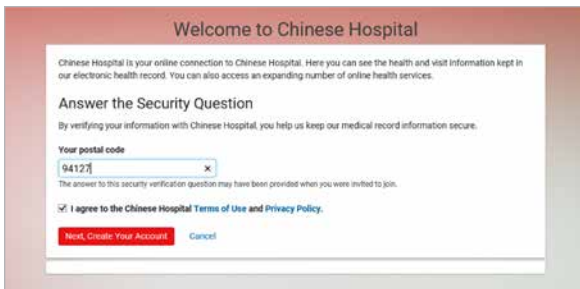 Welcome to Chinese Hospital
Chinese Hospital is your online connection to Chinese Hospital. Here you can see the health and visit information kept in
our electronic health record. You can also access an expanding number of online health services.
Answer the Security Question
By verifying your information with Chinese Hospital, you help us keep our medical record information secure.
Your postal code
94127
The answer to this security verification question may have been provided when you were invited to join.
I agree to the Chinese Hospital Terms of Use and Privacy Policy.
Next, Create Your Account Cancel